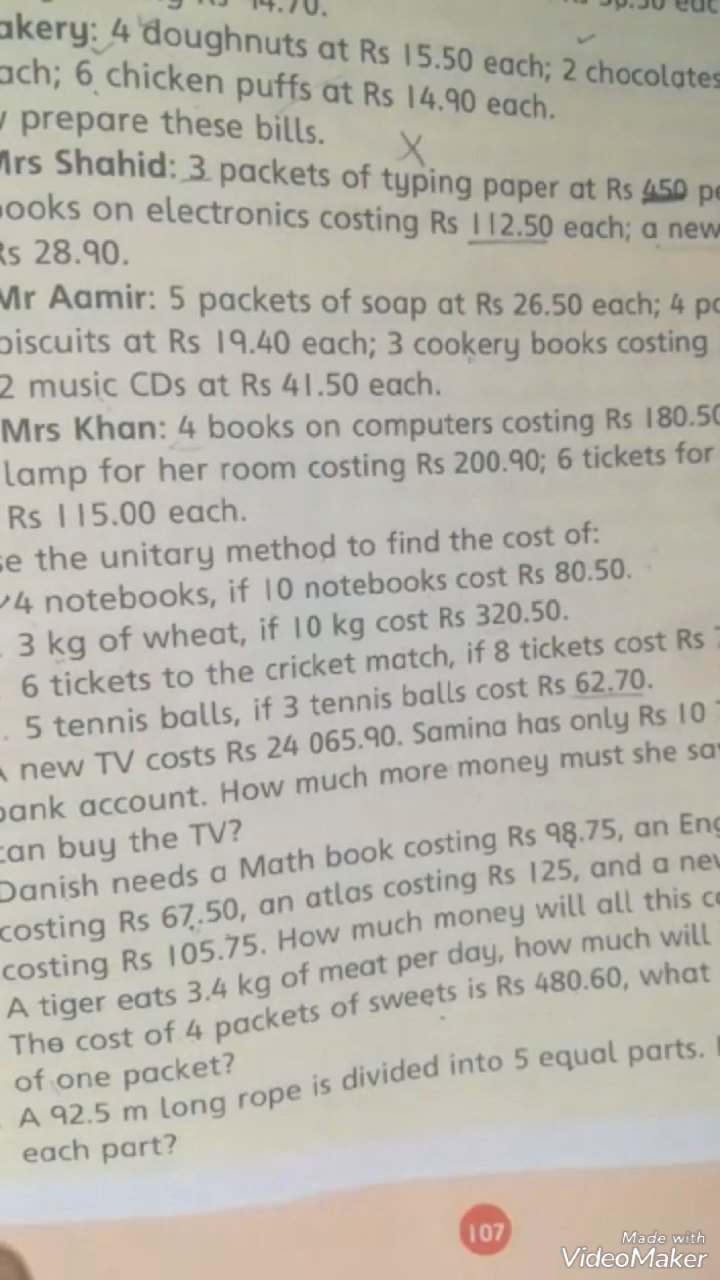 14.70.
akery: 4 doughnuts at Rs 15.50 each; 2 chocolates
ach; 6 chicken puffs at Rs 14.90 each.
prepare these bills.
Mrs Shahid: 3 packets of typing paper at Rs 450 pe
ooks on electronics costing Rs 112.50 each; a new
Rs 28.90.
Mr Aamir: 5 packets of soap at Rs 26.50 each; 4 pa
biscuits at Rs 19.40 each; 3 cookery books costing
2 music CDs at Rs 41.50 each.
Mrs Khan: 4 books on computers costing Rs 180.50
lamp for her room costing Rs 200.90; 6 tickets for
Rs 115.00 each.
se the unitary method to find the cost of:
4 notebooks, if 10 notebooks cost Rs 80.50.
3 kg of wheat, if 10 kg cost Rs 320.50.
6 tickets to the cricket match, if 8 tickets cost Rs
5 tennis balls, if 3 tennis balls cost Rs 62.70.
A new TV costs Rs 24 065.90. Samina has only Rs 10
bank account. How much more money must she sa
can buy the TV?
Danish needs a Math book costing Rs 98.75, an Eng
costing Rs 67.50, an atlas costing Rs 125, and a new
costing Rs 105.75. How much money will all this c
A tiger eats 3.4 kg of meat per day, how much will
The cost of 4 packets of sweets is Rs 480.60, what
of one packet?
A 92.5 m long rope is divided into 5 equal parts.
each part?
107
Made with
VideoMaker